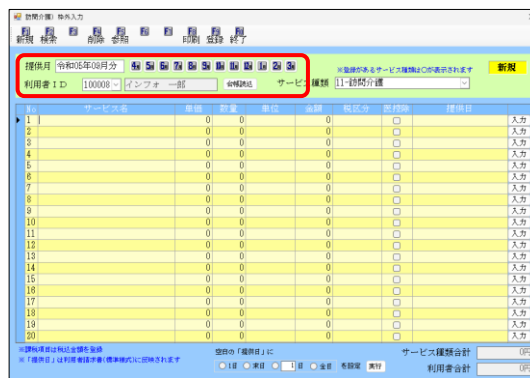 訪問介護) 枠外入力
新規 検索 削除 参照 印刷 登録 終了
提供月 令和05年09月分 4月 5月 6月 7月 8月 9月 10月 11月 12月 1月 2月 3月
※登録があるサービス種類は○が表示されます 新規
利用者ID 100008 インフォ 一郎 台帳読込 サービス種類 11-訪問介護
No サービス名 単価 数量 単位 金額 税区分 医控除 提供日
1 0 0 0 入力
2 0 0 0 入力
3 0 0 0 入力
4 0 0 0 入力
5 0 0 0 入力
6 0 0 0 入力
7 0 0 0 入力
8 0 0 0 入力
9 0 0 0 入力
10 0 0 0 入力
11 0 0 0 入力
12 0 0 0 入力
13 0 0 0 入力
14 0 0 0 入力
15 0 0 0 入力
16 0 0 0 入力
17 0 0 0 入力
18 0 0 0 入力
19 0 0 0 入力
20 0 0 0 入力
※課税項目は税込金額を登録
※「提供日」は利用者請求書(標準様式)に反映されます
空白の「提供日」に
1日 末日 1 日 全日 を設定 実行
サービス種類合計 0円
利用者合計 0円